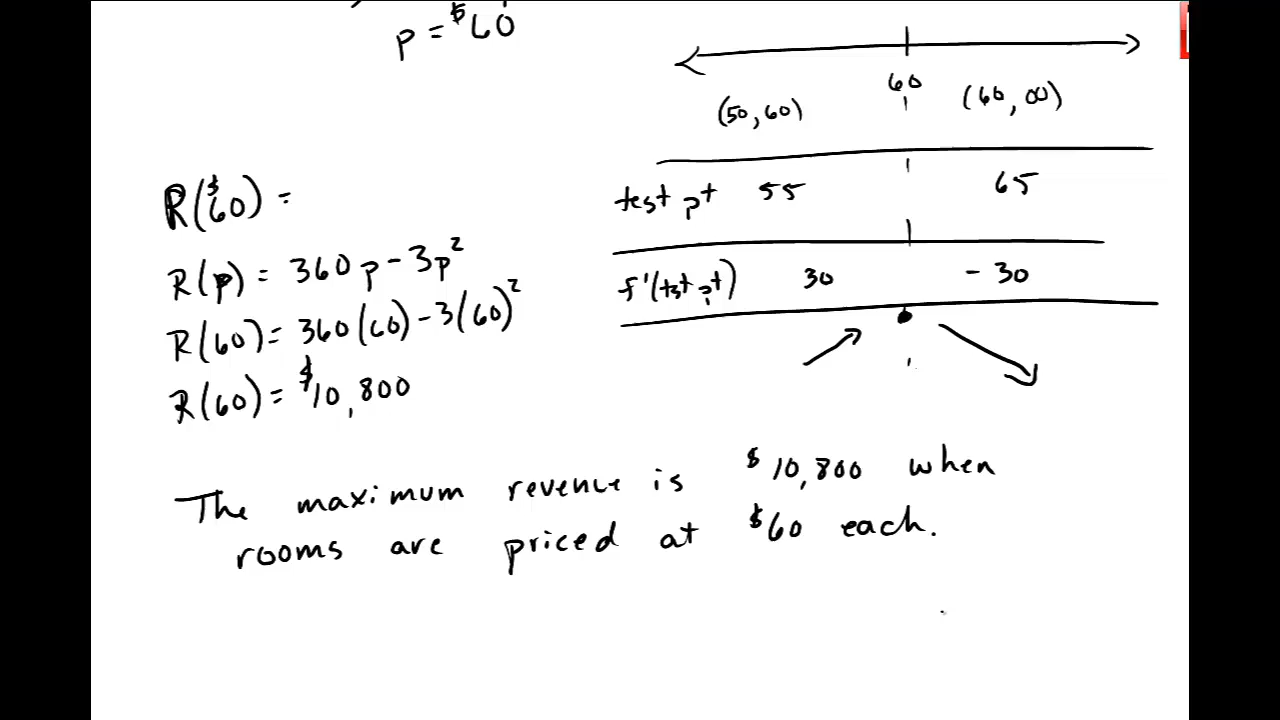 p = $60
60
(50, 60) (60, ∞)
test pt 55 65
f'(tst pt) 30 - 30
R($60) =
R(p) = 360p - 3p²
R(60) = 360(60) - 3(60)²
R(60) = $10,800
The maximum revenue is $10,800 when
rooms are priced at $60 each.